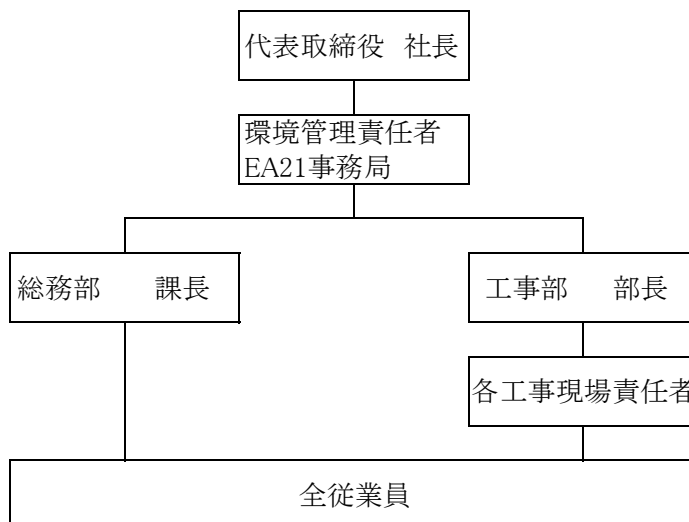 代表取締役 社長
環境管理責任者
EA21事務局
総務部 課長
工事部 部長
各工事現場責任者
全従業員